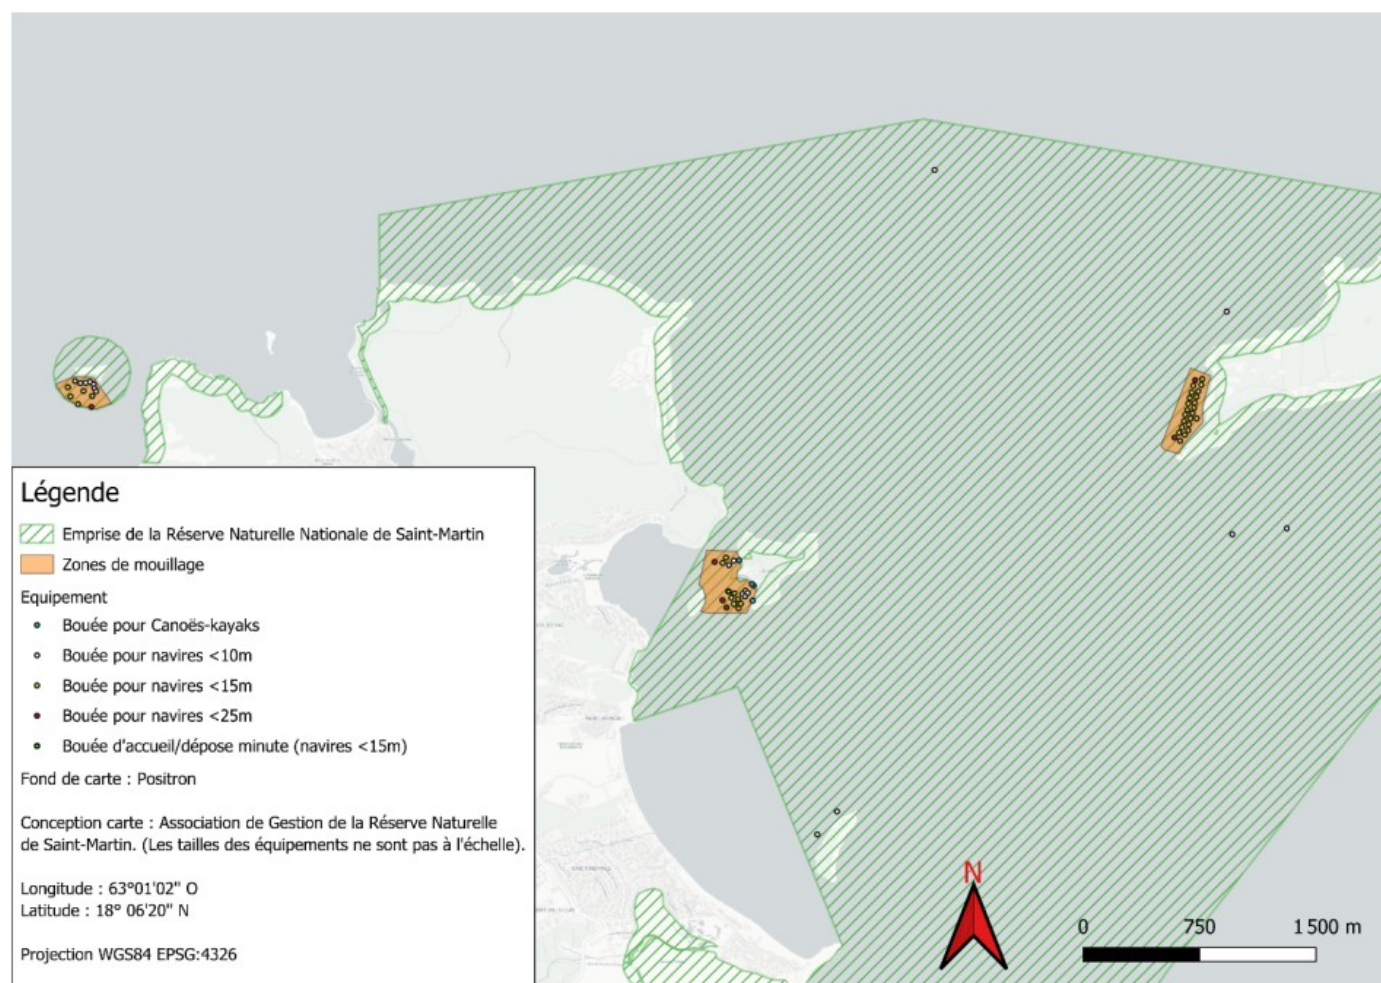 Légende
Emprise de la Réserve Naturelle Nationale de Saint-Martin
Zones de mouillage
Equipement
Bouée pour Canoës-kayaks
Bouée pour navires <10m
Bouée pour navires <15m
Bouée pour navires <25m
Bouée d'accueil/dépose minute (navires <15m)
Fond de carte : Positron
Conception carte : Association de Gestion de la Réserve Naturelle
de Saint-Martin. (Les tailles des équipements ne sont pas à l'échelle).
Longitude : 63°01'02" O
Latitude : 18° 06'20" N
Projection WGS84 EPSG:4326
N
0 750 1 500 m